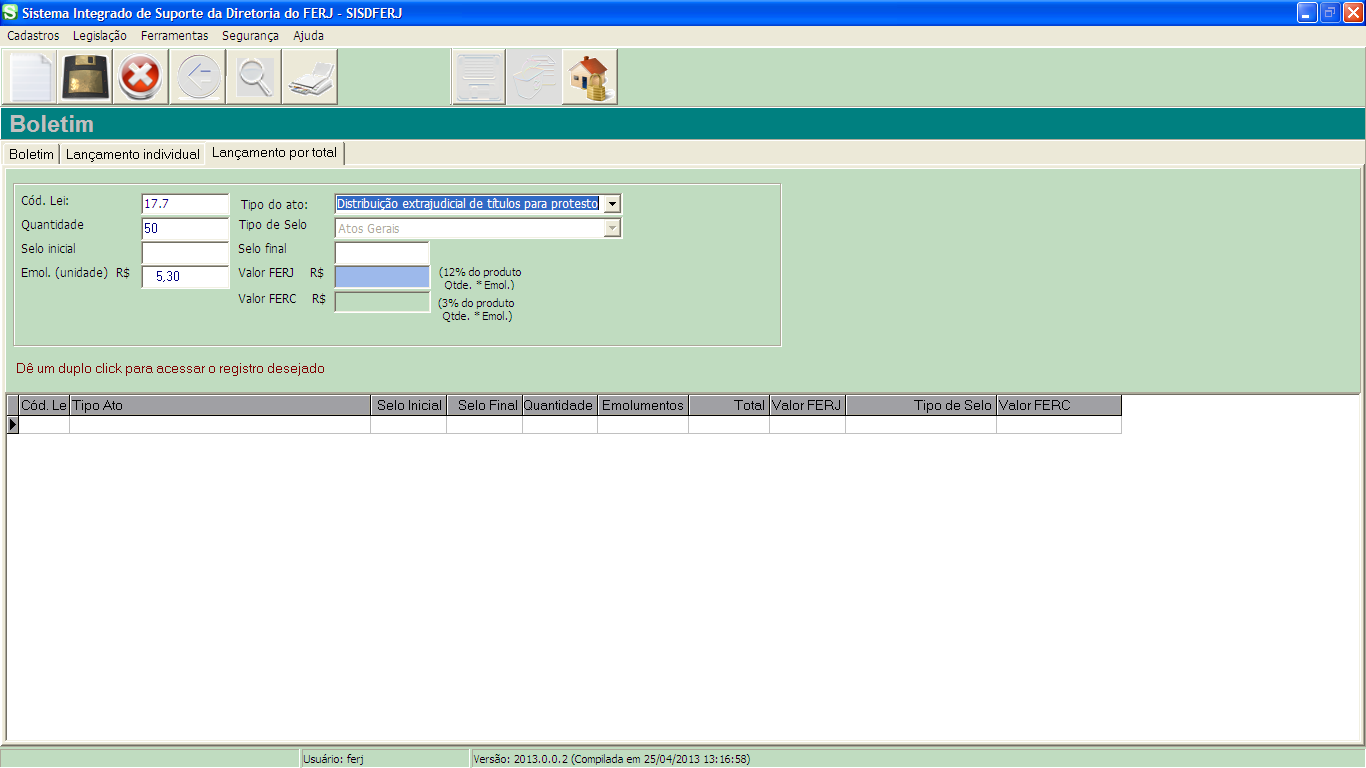 Sistema Integrado de Suporte da Diretoria do FERJ - SISDFERJ
Cadastros Legislação Ferramentas Segurança Ajuda
Boletim
Boletim Lançamento individual Lançamento por total
Cód. Lei: 17.7 Tipo do ato: Distribuição extrajudicial de títulos para protesto
Quantidade 50 Tipo de Selo Atos Gerais
Selo inicial Selo final
Emol. (unidade) R$ 5,30 Valor FERJ R$ (12% do produto
Qtde. * Emol.)
Valor FERC R$ (3% do produto
Qtde. * Emol.)
Dê um duplo click para acessar o registro desejado
Cód. Le Tipo Ato Selo Inicial Selo Final Quantidade Emolumentos Total Valor FERJ Tipo de Selo Valor FERC
Usuário: ferj Versão: 2013.0.0.2 (Compilada em 25/04/2013 13:16:58)